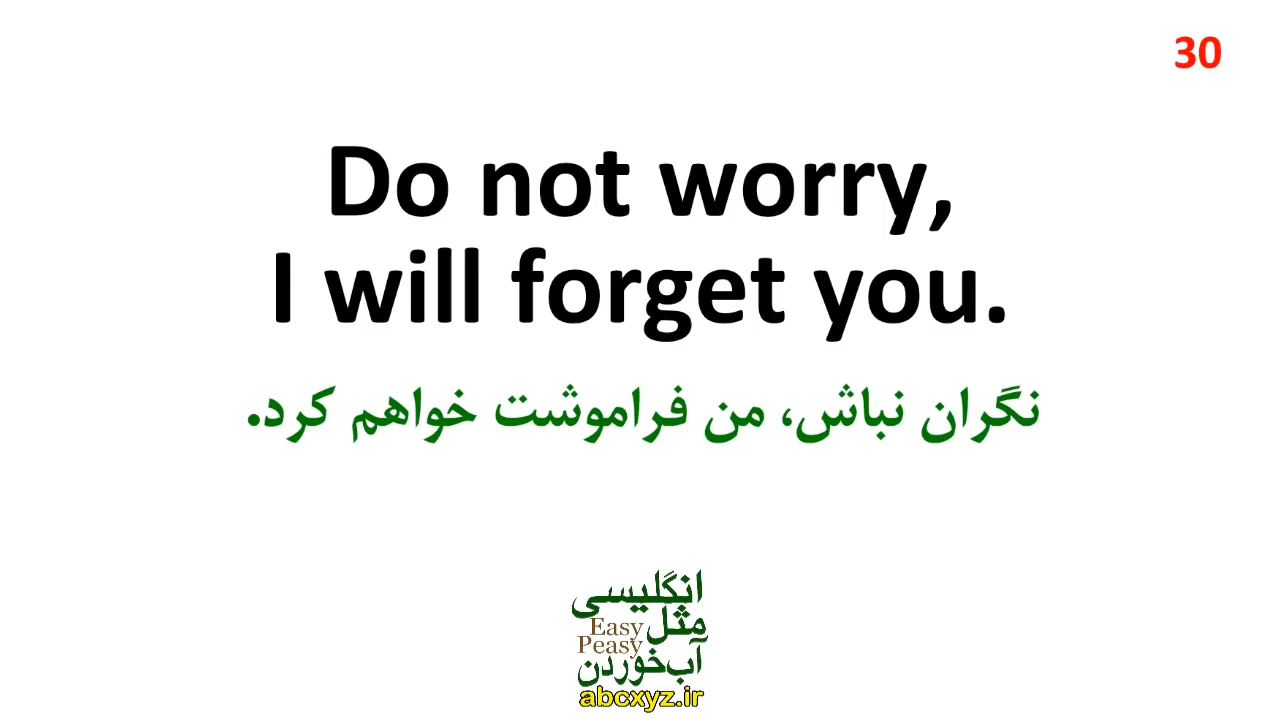 30
Do not worry,
I will forget you.
نگران نباش، من فراموشت خواهم کرد.
انگلیسی
مثل Easy
Peasy
آب‌خوردن
abcxyz.ir